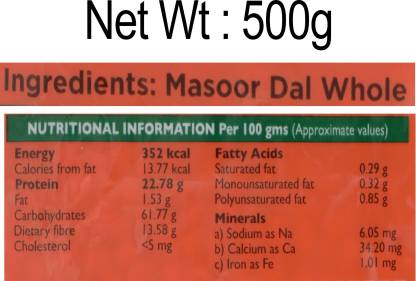 Net Wt : 500g
Ingredients: Masoor Dal Whole
NUTRITIONAL INFORMATION Per 100 gms (Approximate values)
Energy 352 kcal
Calories from fat 13.77 kcal
Protein 22.78 g
Fat 1.53 g
Carbohydrates 61.77 g
Dietary fibre 13.58 g
Cholesterol <5 mg
Fatty Acids
Saturated fat 0.29 g
Monounsaturated fat 0.32 g
Polyunsaturated fat 0.85 g
Minerals
a) Sodium as Na 6.05 mg
b) Calcium as Ca 34.20 mg
c) Iron as Fe 1.01 mg